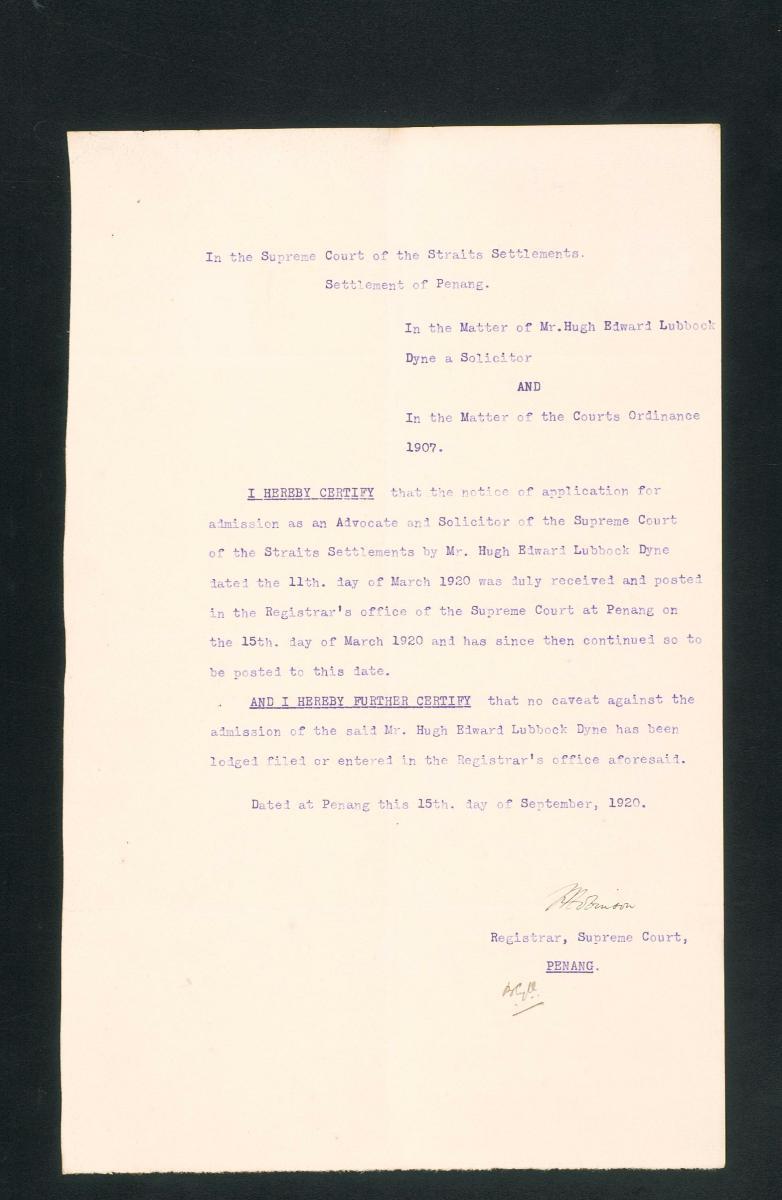 In the Supreme Court of the Straits Settlements.
Settlement of Penang.
In the Matter of Mr.Hugh Edward Lubbock
Dyne a Solicitor
AND
In the Matter of the Courts Ordinance
1907.
I HEREBY CERTIFY that the notice of application for
admission as an Advocate and Solicitor of the Supreme Court
of the Straits Settlements by Mr. Hugh Edward Lubbock Dyne
dated the 11th. day of March 1920 was duly received and posted
in the Registrar's office of the Supreme Court at Penang on
the 15th. day of March 1920 and has since then continued so to
be posted to this date.
AND I HEREBY FURTHER CERTIFY that no caveat against the
admission of the said Mr. Hugh Edward Lubbock Dyne has been
lodged filed or entered in the Registrar's office aforesaid.
Dated at Penang this 15th. day of September, 1920.
Robinson
Registrar, Supreme Court,
PENANG.